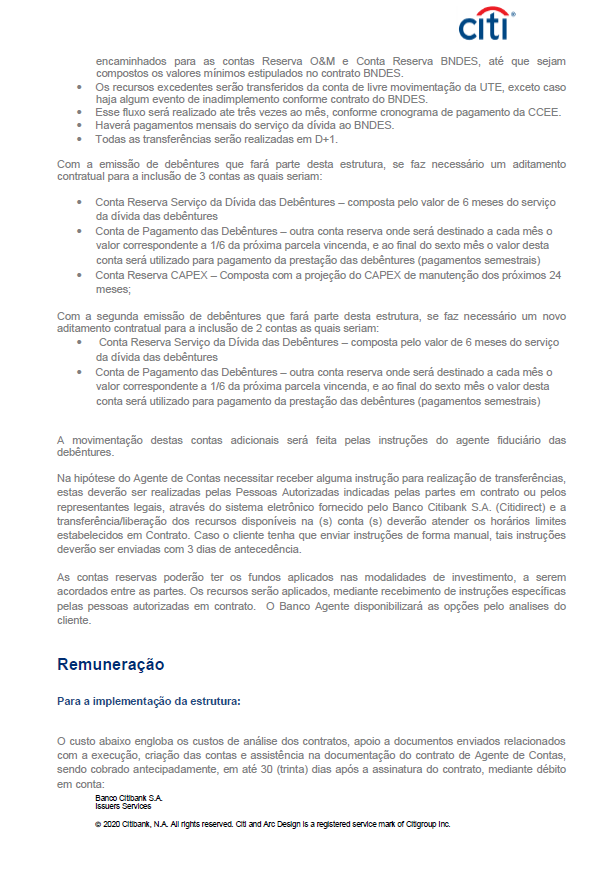 citi®
encaminhados para as contas Reserva O&M e Conta Reserva BNDES, até que sejam
compostos os valores mínimos estipulados no contrato BNDES.
• Os recursos excedentes serão transferidos da conta de livre movimentação da UTE, exceto caso
haja algum evento de inadimplemento conforme contrato do BNDES.
• Esse fluxo será realizado ate três vezes ao mês, conforme cronograma de pagamento da CCEE.
• Haverá pagamentos mensais do serviço da dívida ao BNDES.
• Todas as transferências serão realizadas em D+1.
Com a emissão de debêntures que fará parte desta estrutura, se faz necessário um aditamento
contratual para a inclusão de 3 contas as quais seriam:
• Conta Reserva Serviço da Dívida das Debêntures – composta pelo valor de 6 meses do serviço
da dívida das debêntures
• Conta de Pagamento das Debêntures – outra conta reserva onde será destinado a cada mês o
valor correspondente a 1/6 da próxima parcela vincenda, e ao final do sexto mês o valor desta
conta será utilizado para pagamento da prestação das debêntures (pagamentos semestrais)
• Conta Reserva CAPEX – Composta com a projeção do CAPEX de manutenção dos próximos 24
meses;
Com a segunda emissão de debêntures que fará parte desta estrutura, se faz necessário um novo
aditamento contratual para a inclusão de 2 contas as quais seriam:
• Conta Reserva Serviço da Dívida das Debêntures – composta pelo valor de 6 meses do serviço
da dívida das debêntures
• Conta de Pagamento das Debêntures – outra conta reserva onde será destinado a cada mês o
valor correspondente a 1/6 da próxima parcela vincenda, e ao final do sexto mês o valor desta
conta será utilizado para pagamento da prestação das debêntures (pagamentos semestrais)
A movimentação destas contas adicionais será feita pelas instruções do agente fiduciário das
debêntures.
Na hipótese do Agente de Contas necessitar receber alguma instrução para realização de transferências,
estas deverão ser realizadas pelas Pessoas Autorizadas indicadas pelas partes em contrato ou pelos
representantes legais, através do sistema eletrônico fornecido pelo Banco Citibank S.A. (Citidirect) e a
transferência/liberação dos recursos disponíveis na (s) conta (s) deverão atender os horários limites
estabelecidos em Contrato. Caso o cliente tenha que enviar instruções de forma manual, tais instruções
deverão ser enviadas com 3 dias de antecedência.
As contas reservas poderão ter os fundos aplicados nas modalidades de investimento, a serem
acordados entre as partes. Os recursos serão aplicados, mediante recebimento de instruções específicas
pelas pessoas autorizadas em contrato. O Banco Agente disponibilizará as opções pelo analises do
cliente.
Remuneração
Para a implementação da estrutura:
O custo abaixo engloba os custos de análise dos contratos, apoio a documentos enviados relacionados
com a execução, criação das contas e assistência na documentação do contrato de Agente de Contas,
sendo cobrado antecipadamente, em até 30 (trinta) dias após a assinatura do contrato, mediante débito
em conta:
Banco Citibank S.A.
Issuers Services
© 2020 Citibank, N.A. All rights reserved. Citi and Arc Design is a registered service mark of Citigroup Inc.